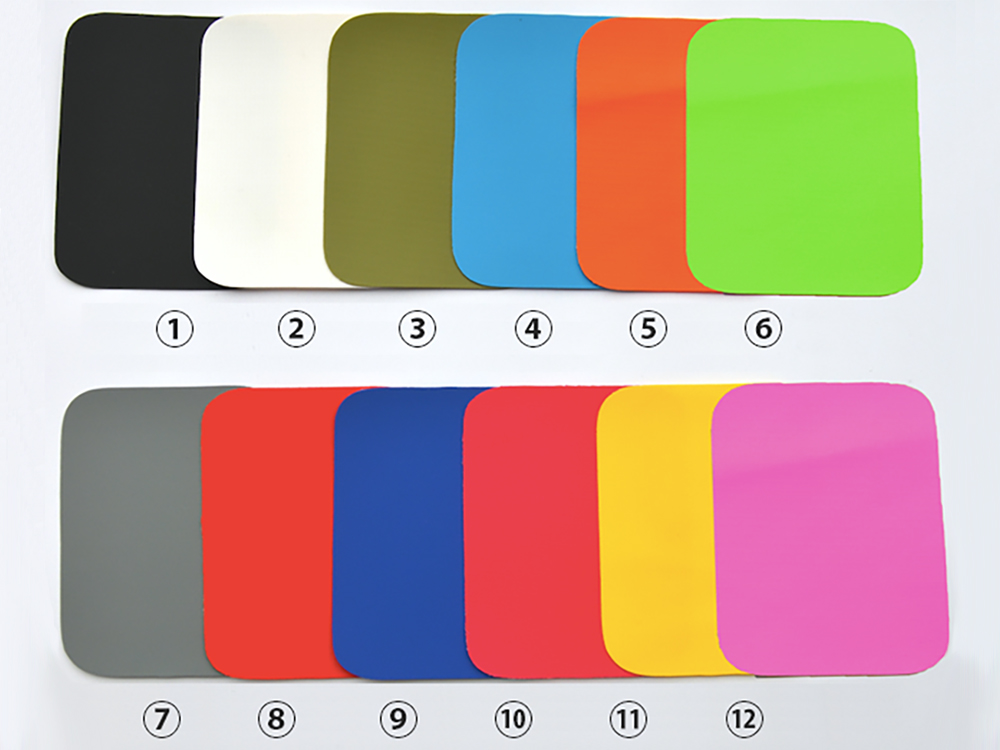 ① ② ③ ④ ⑤ ⑥
⑦ ⑧ ⑨ ⑩ ⑪ ⑫